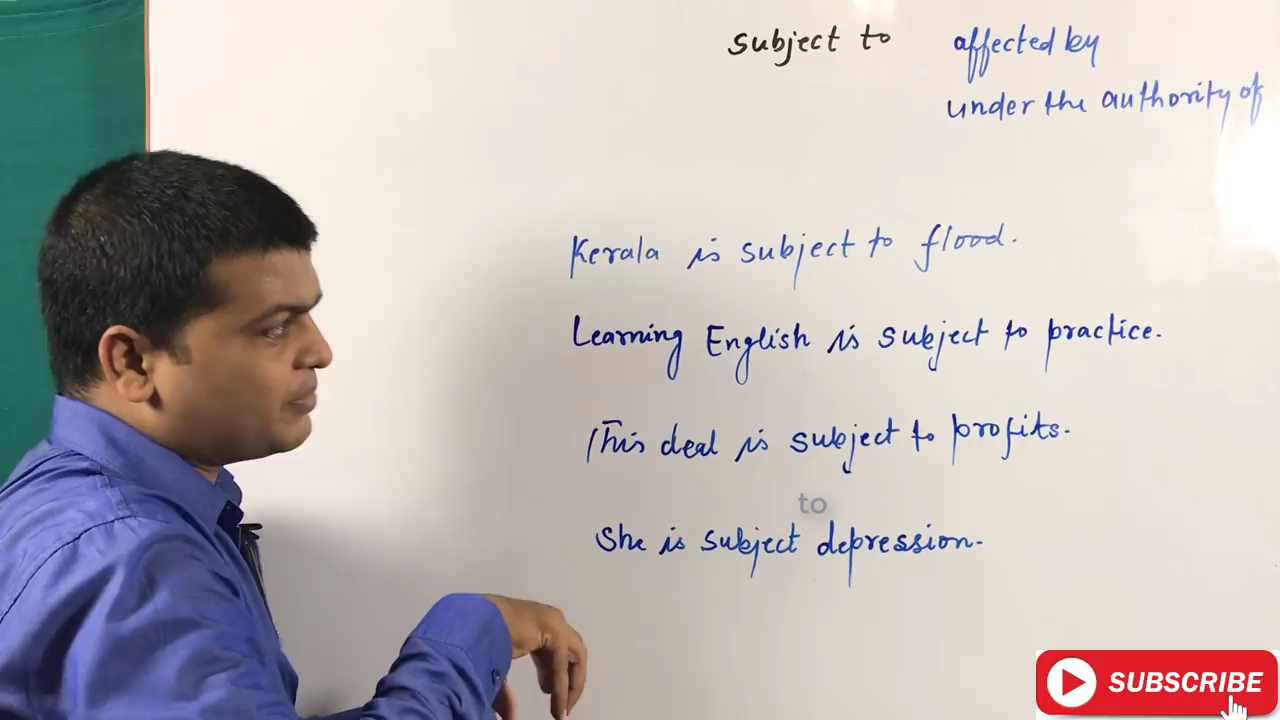 subject to affected by
under the authority of
Kerala is subject to flood.
Learning English is subject to practice.
This deal is subject to profits.
to
She is subject depression.
SUBSCRIBE